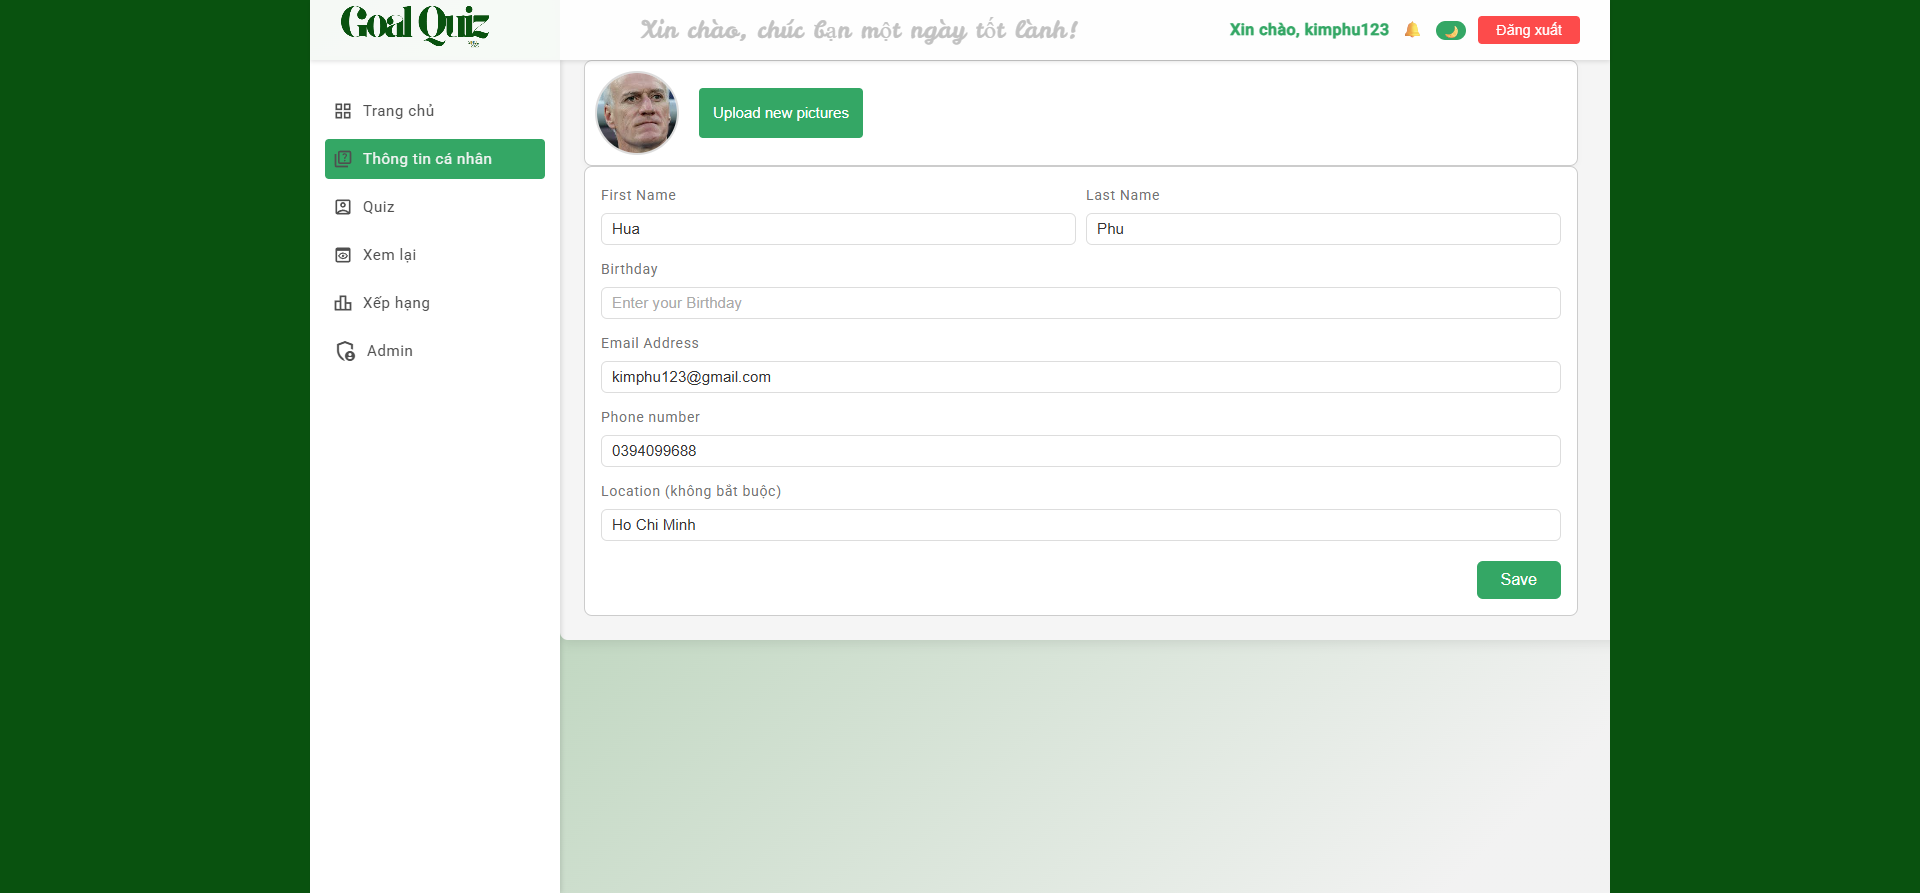 Goal Quiz
Xin chào, chúc bạn một ngày tốt lành!
Xin chào, kimphu123
Đăng xuất
Trang chủ
Thông tin cá nhân
Quiz
Xem lại
Xếp hạng
Admin
Upload new pictures
First Name
Last Name
Hua
Phu
Birthday
Enter your Birthday
Email Address
kimphu123@gmail.com
Phone number
0394099688
Location (không bắt buộc)
Ho Chi Minh
Save